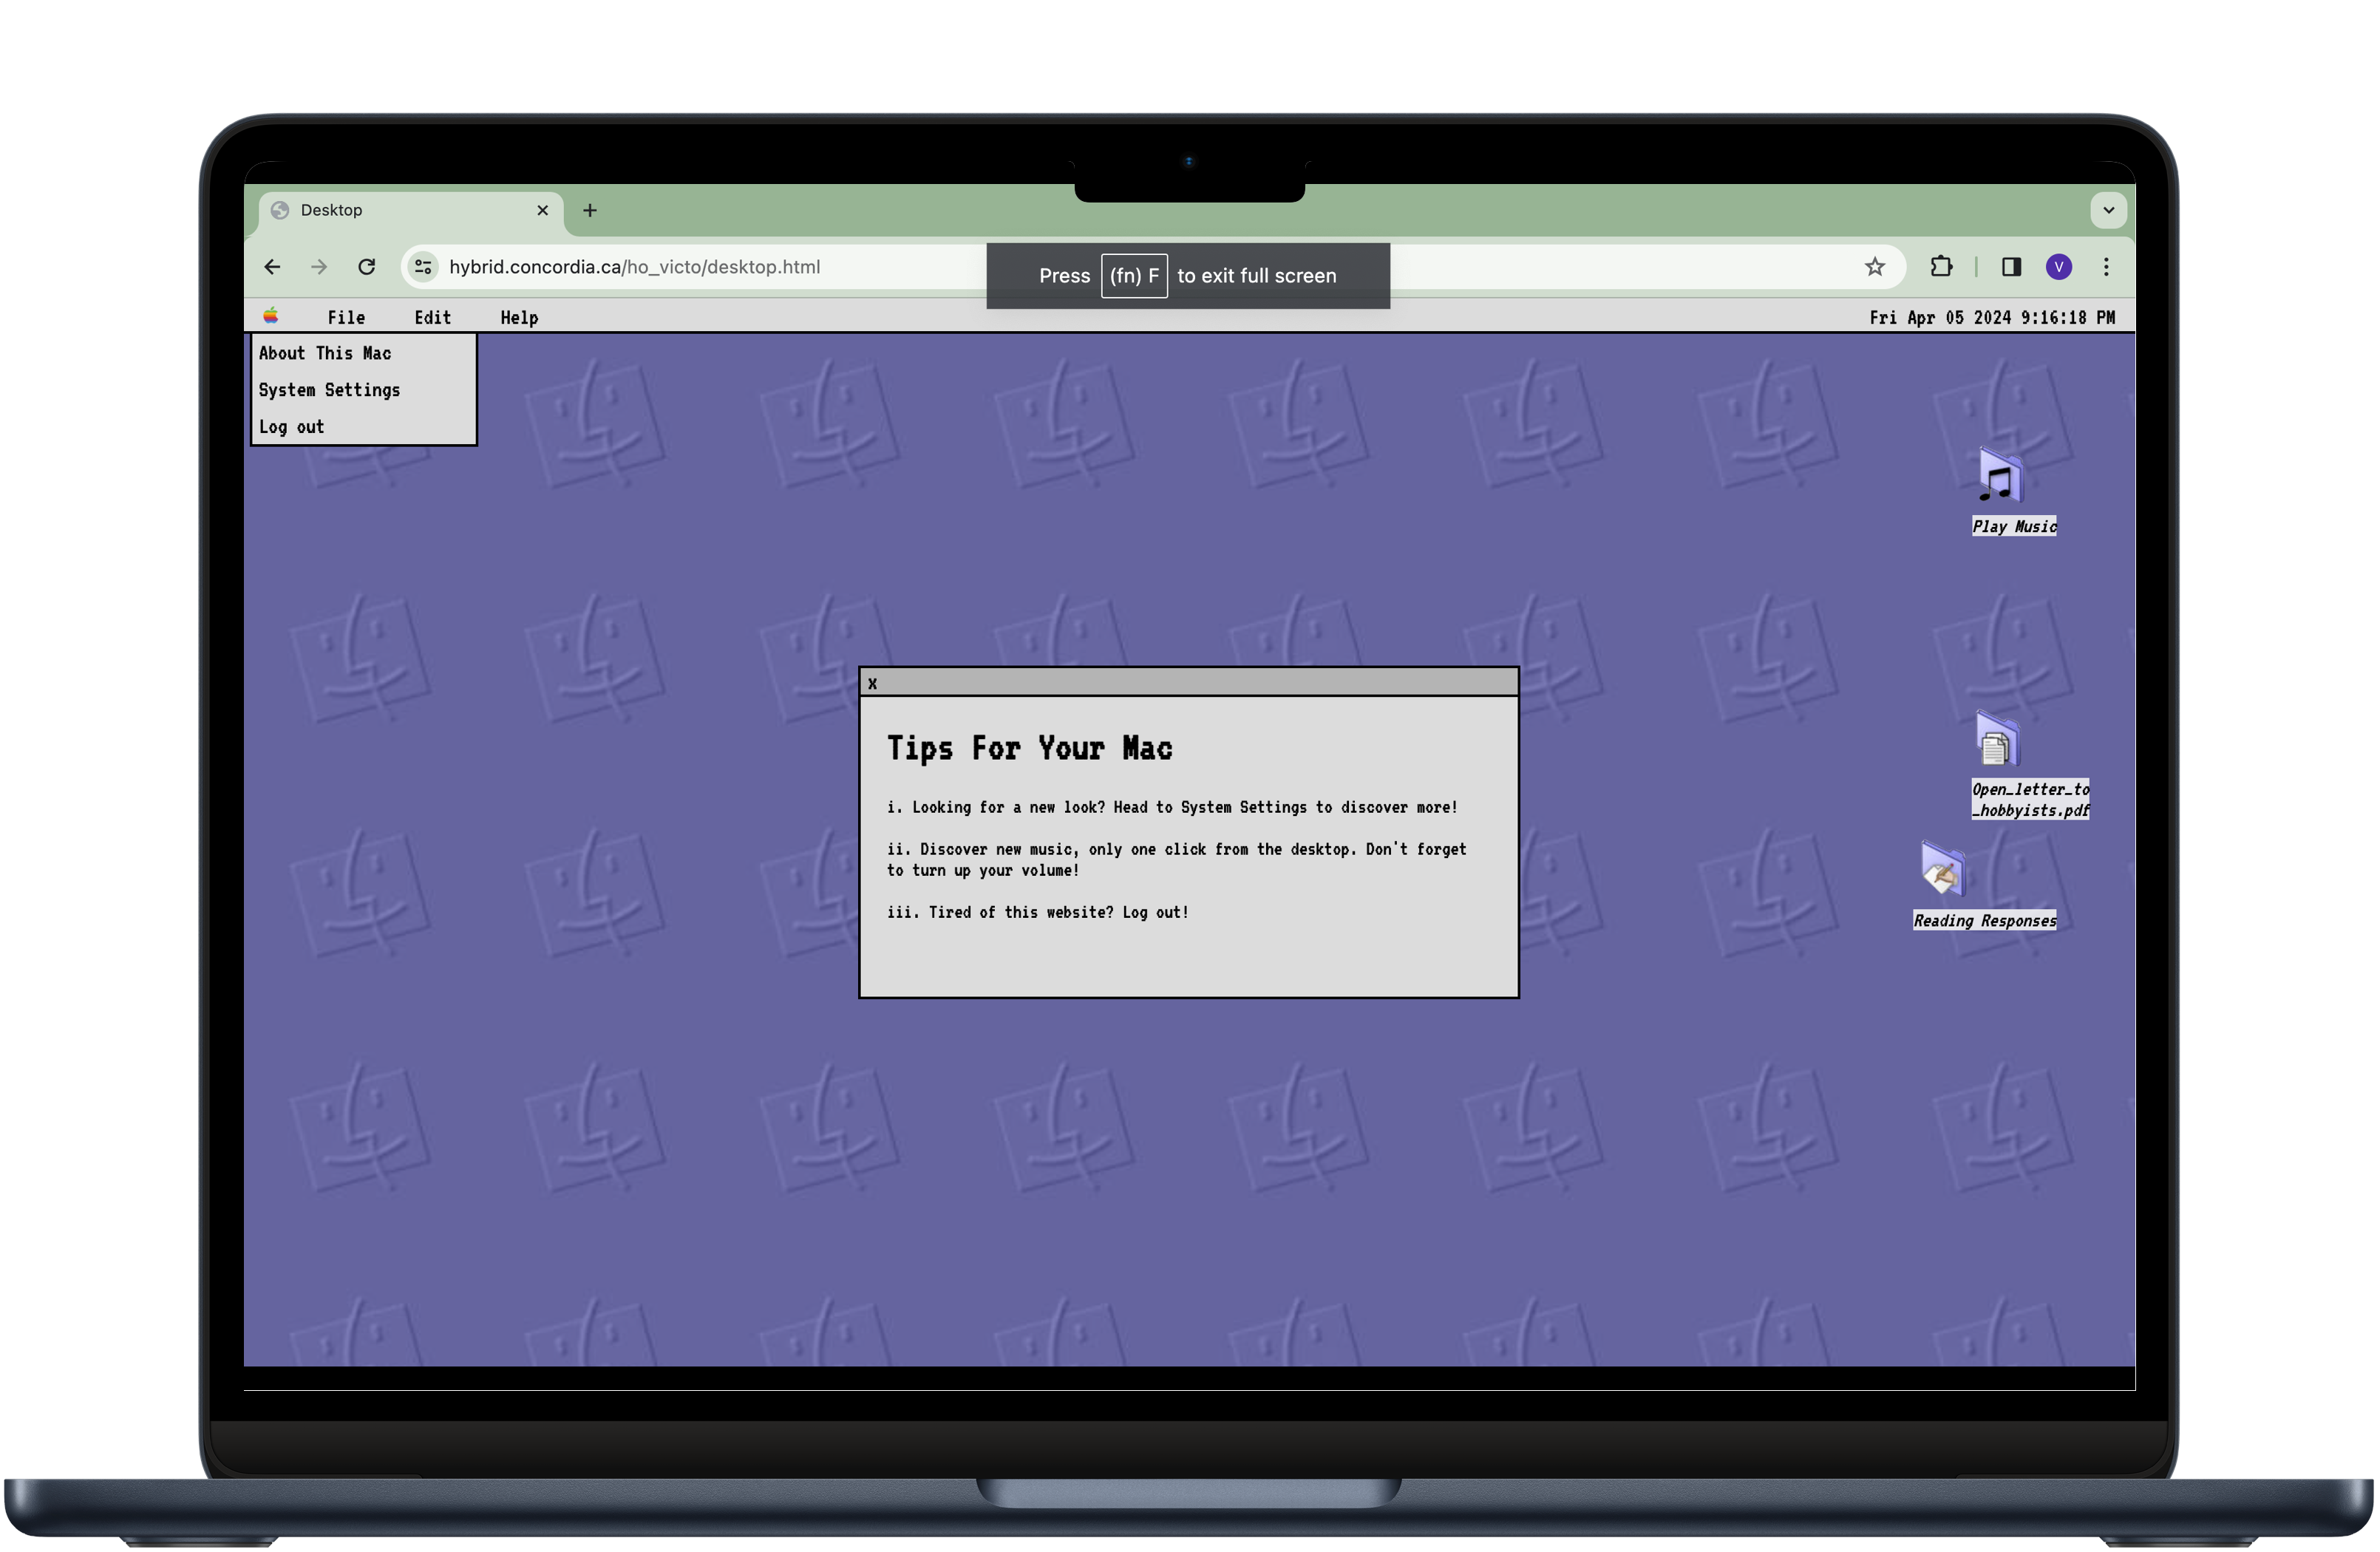 Desktop
hybrid.concordia.ca/ho_victo/desktop.html
Press (fn) F to exit full screen
V
File Edit Help
Fri Apr 05 2024 9:16:18 PM
About This Mac
System Settings
Log out
Play Music
x
Tips For Your Mac
i. Looking for a new look? Head to System Settings to discover more!
ii. Discover new music, only one click from the desktop. Don't forget
to turn up your volume!
iii. Tired of this website? Log out!
Open_letter_to
_hobbyists.pdf
Reading Responses